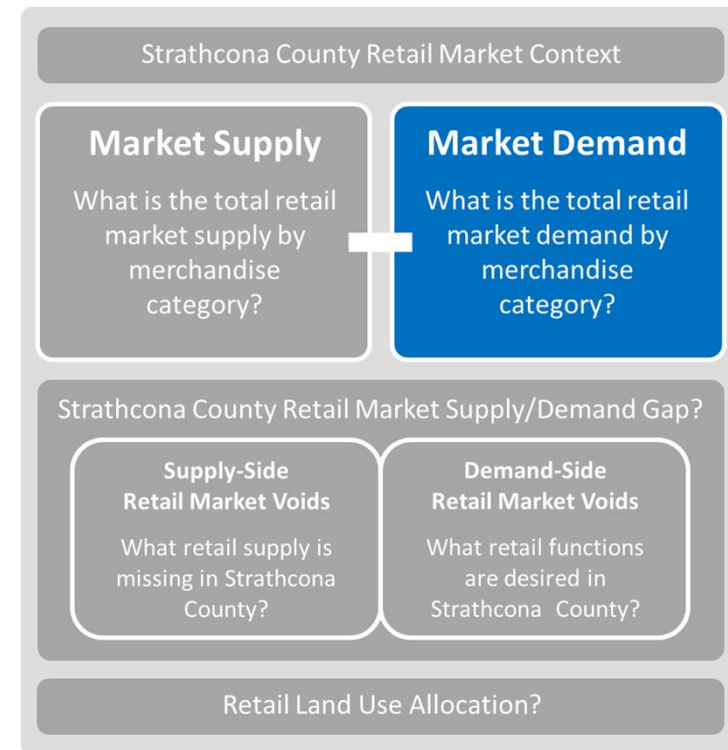 Strathcona County Retail Market Context
Market Supply
What is the total retail
market supply by
merchandise
category?
Market Demand
What is the total retail
market demand by
merchandise
category?
Strathcona County Retail Market Supply/Demand Gap?
Supply-Side
Retail Market Voids
What retail supply is
missing in Strathcona
County?
Demand-Side
Retail Market Voids
What retail functions
are desired in
Strathcona County?
Retail Land Use Allocation?